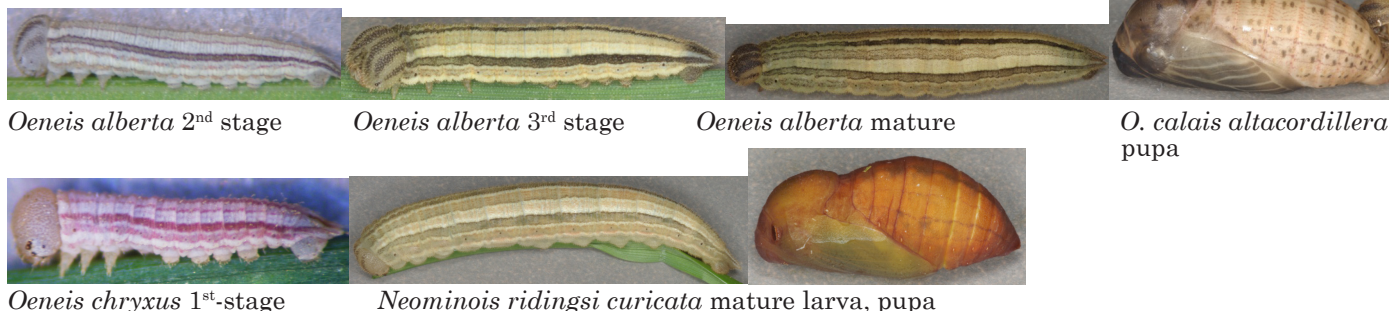 Oeneis alberta 2nd stage
Oeneis alberta 3rd stage
Oeneis alberta mature
O. calais altacordillera
pupa
Oeneis chryxus 1st-stage
Neominois ridingsi curicata mature larva, pupa